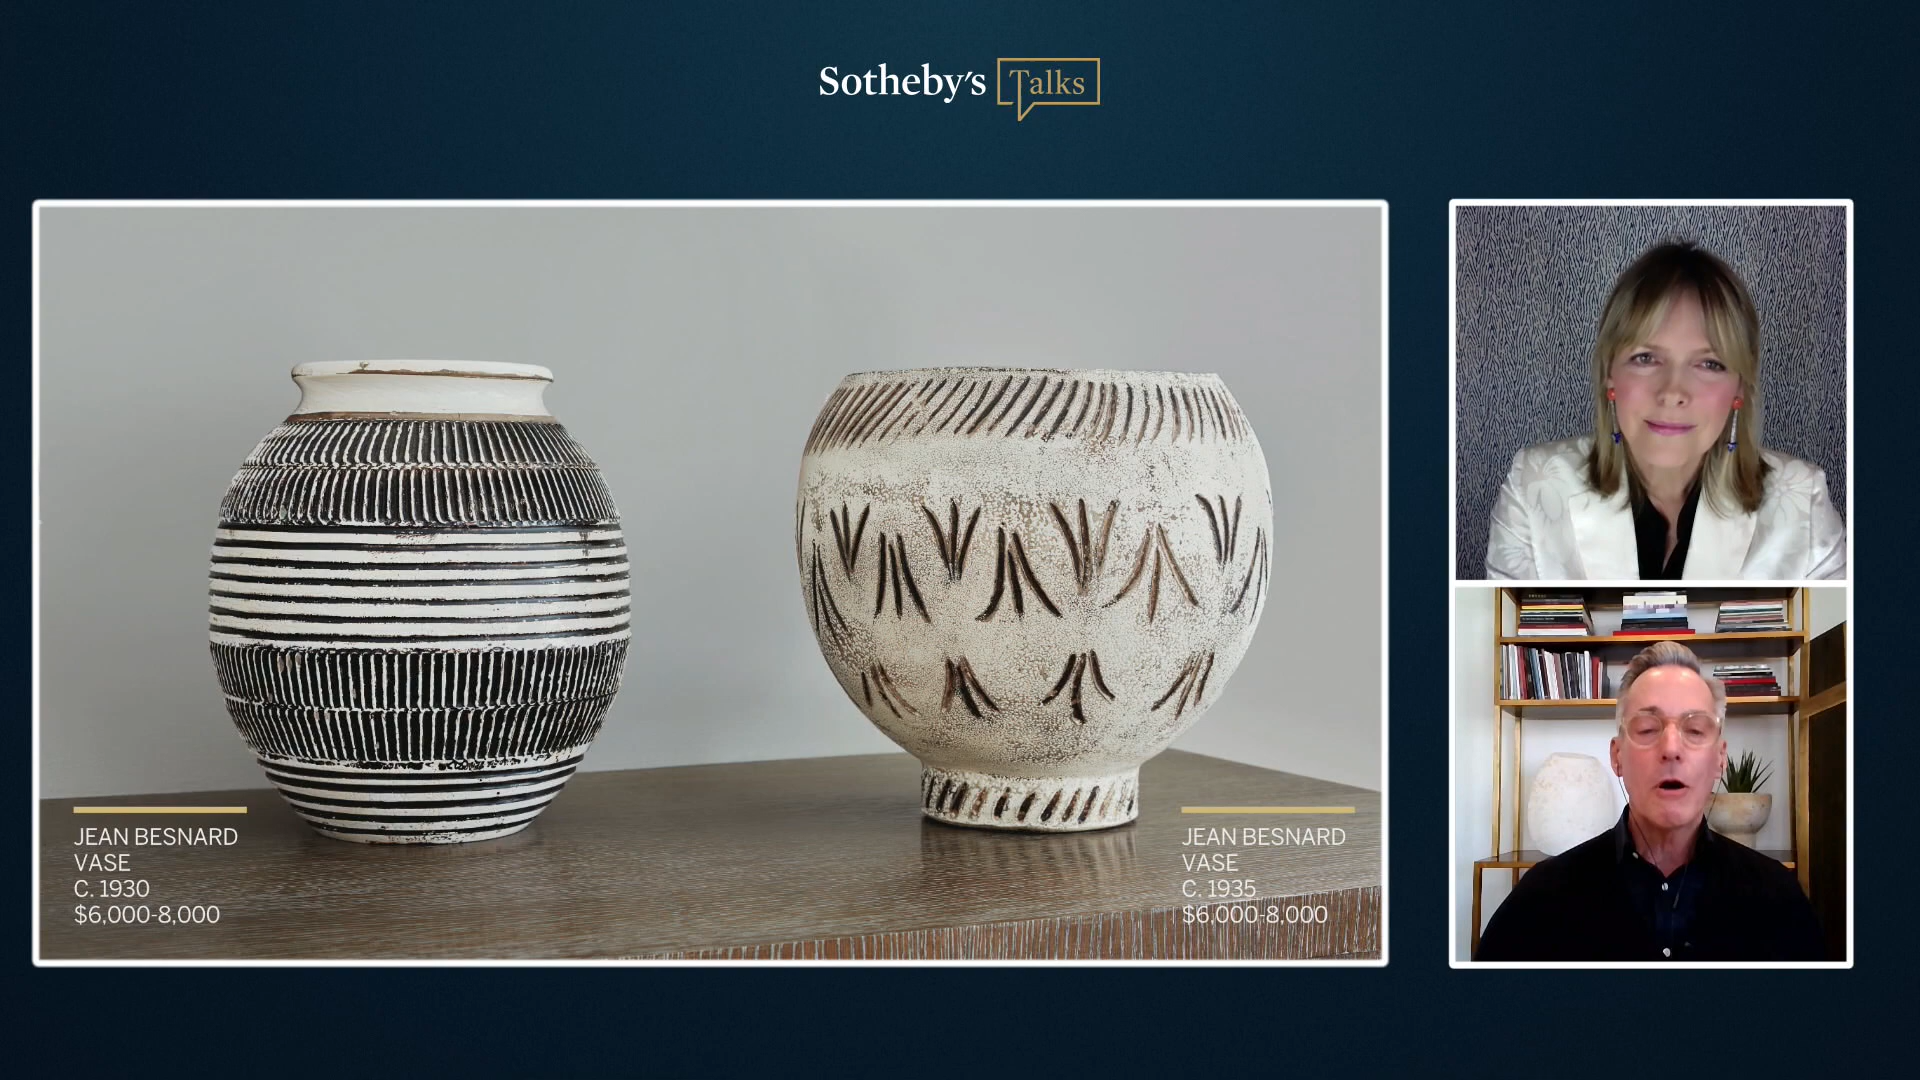 Sotheby's Talks
JEAN BESNARD
VASE
C. 1930
$6,000-8,000
JEAN BESNARD
VASE
C. 1935
$6,000-8,000